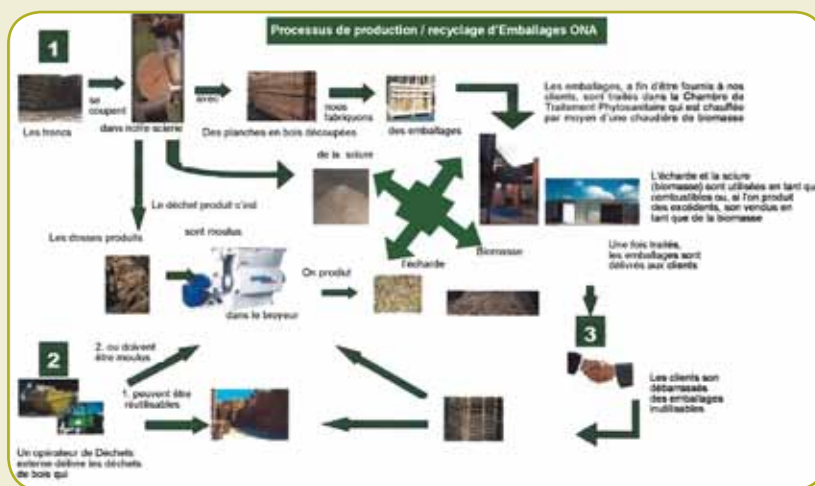 Processus de production / recyclage d'Emballages ONA
1
Les troncs
se
coupent
dans notre scierie
avec
Des planches en bois découpées
nous
fabriquons
des emballages
Les emballages, a fin d'être fournis à nos
clients, sont traités dans la Chambre de
Traitement Phytosanitaire qui est chauffée
par moyen d'une chaudière de biomasse
de la sciure
L'écharde et la sciure
(biomasse) sont utilisées en tant qu
combustibles ou, si l'on produit
des excédents, son vendus en
tant que de la biomasse
Le déchet produit c'est
Les dosses produits
sont moulus
dans le broyeur
On produit
l'écharde
Biomasse
Une fois traités,
les emballages sont
délivrés aux clients
3
Les clients son
débarrassés
des emballages
inutilisables
2
2. ou doivent
être moulus
1. peuvent être
réutilisables
Un opérateur de Déchets
externe délivre les déchets
de bois qui